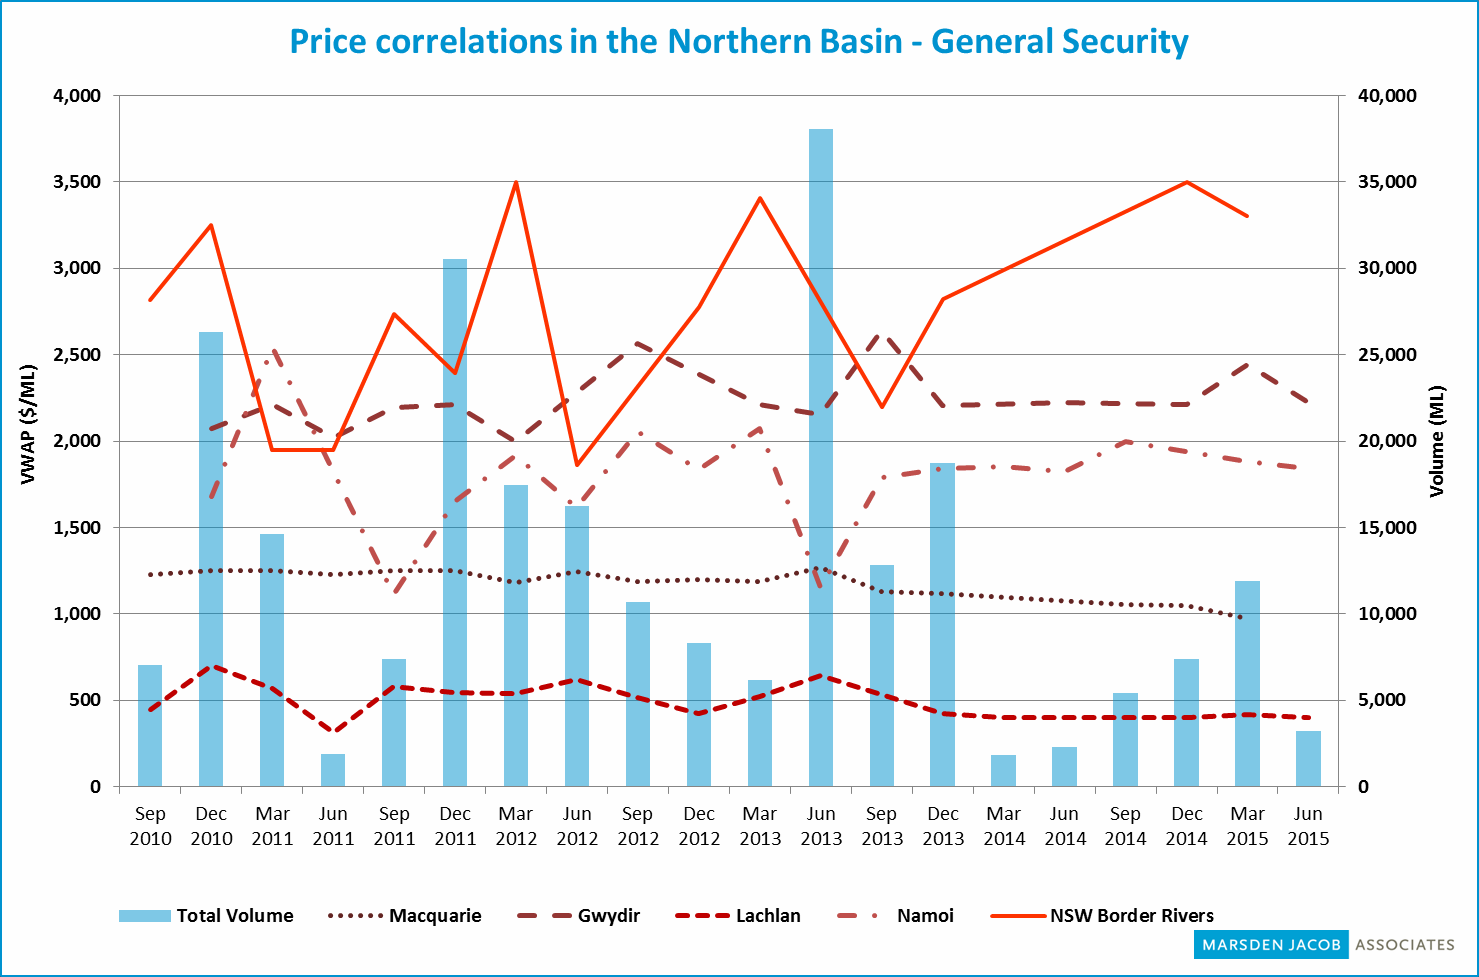 Price correlations in the Northern Basin - General Security
VWAP ($/ML)
4,000
3,500
3,000
2,500
2,000
1,500
1,000
500
0
40,000
35,000
30,000
25,000
20,000
15,000
10,000
5,000
0
Volume (ML)
Sep Dec Mar Jun Sep Dec Mar Jun Sep Dec Mar Jun Sep Dec Mar Jun Sep Dec Mar Jun
2010 2010 2011 2011 2011 2011 2012 2012 2012 2012 2013 2013 2013 2013 2014 2014 2014 2014 2015 2015
Total Volume Macquarie Gwydir Lachlan Namoi NSW Border Rivers
MARSDEN JACOB ASSOCIATES